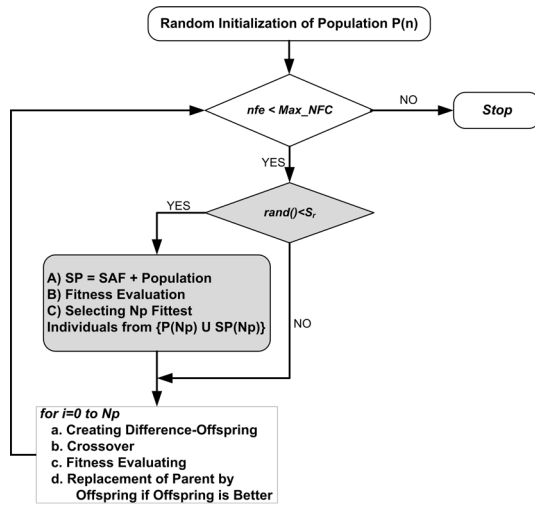 Random Initialization of Population P(n)
nfe < Max_NFC
NO
Stop
YES
YES
rand()<Sr
A) SP = SAF + Population
B) Fitness Evaluation
C) Selecting Np Fittest
Individuals from {P(Np) U SP(Np)}
NO
for i=0 to Np
a. Creating Difference-Offspring
b. Crossover
c. Fitness Evaluating
d. Replacement of Parent by
Offspring if Offspring is Better